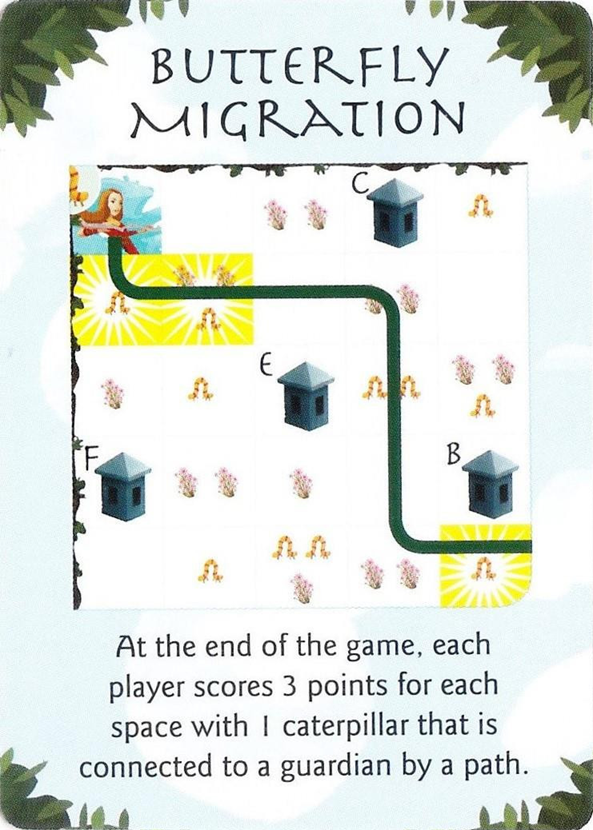 BUTTERFLY
MIGRATION
C
E
F
B
At the end of the game, each
player scores 3 points for each
space with 1 caterpillar that is
connected to a guardian by a path.